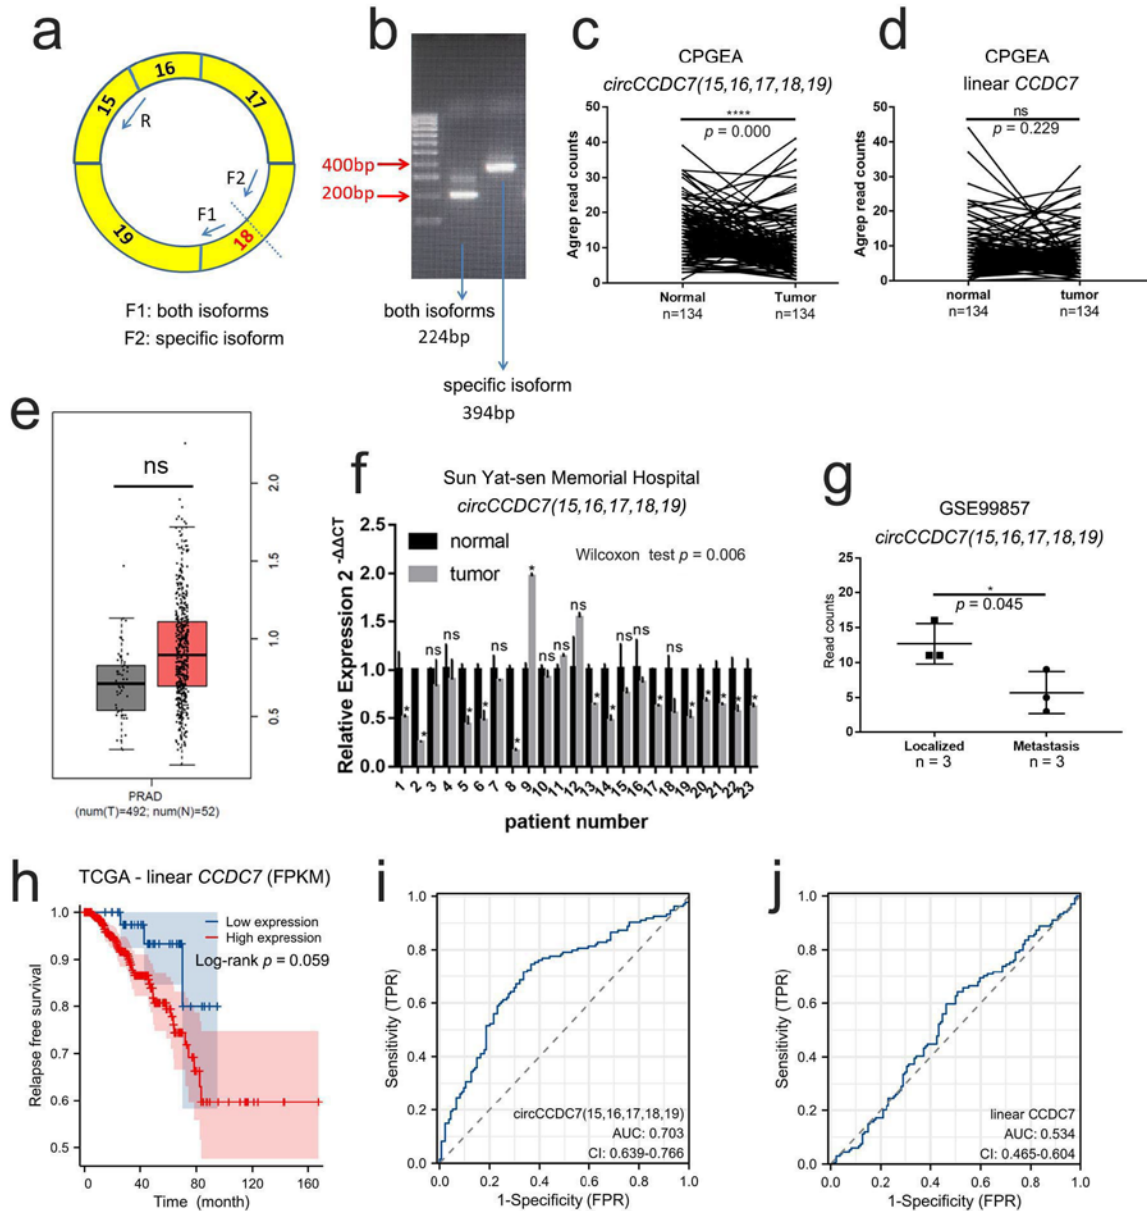 a
16
15
17
R
F2
F1
19
18
F1: both isoforms
F2: specific isoform
b
400bp
200bp
both isoforms
224bp
specific isoform
394bp
c
CPGEA
circCCDC7(15,16,17,18,19)
50
40
30
20
10
0
Agrep read counts
****
p = 0.000
Normal
Tumor
n=134
n=134
d
CPGEA
linear CCDC7
50
40
30
20
10
0
Agrep read counts
ns
p = 0.229
normal
tumor
n=134
n=134
e
ns
2.0
1.5
1.0
0.5
PRAD
(num(T)=492; num(N)=52)
f
Sun Yat-sen Memorial Hospital
circCCDC7(15,16,17,18,19)
Relative Expression 2 -ΔΔCT
2.5
2.0
1.5
1.0
0.5
0.0
normal
tumor
Wilcoxon test p = 0.006
* * ns ns * * ns * * ns ns ns * * ns ns * ns * * * * *
1 2 3 4 5 6 7 8 9 10 11 12 13 14 15 16 17 18 19 20 21 22 23
patient number
g
GSE99857
circCCDC7(15,16,17,18,19)
25
20
15
10
5
0
Read counts
*
p = 0.045
Localized
Metastasis
n = 3
n = 3
h
TCGA - linear CCDC7 (FPKM)
1.0
0.9
0.8
0.7
0.6
0.5
Relapse free survival
Low expression
High expression
Log-rank p = 0.059
0 40 80 120 160
Time (month)
i
1.0
0.8
0.6
0.4
0.2
0.0
Sensitivity (TPR)
circCCDC7(15,16,17,18,19)
AUC: 0.703
CI: 0.639-0.766
0.0 0.2 0.4 0.6 0.8 1.0
1-Specificity (FPR)
j
1.0
0.8
0.6
0.4
0.2
0.0
Sensitivity (TPR)
linear CCDC7
AUC: 0.534
CI: 0.465-0.604
0.0 0.2 0.4 0.6 0.8 1.0
1-Specificity (FPR)